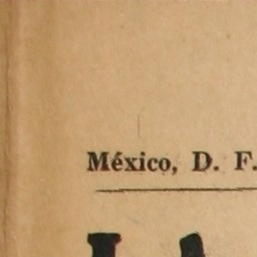 México, D. F.